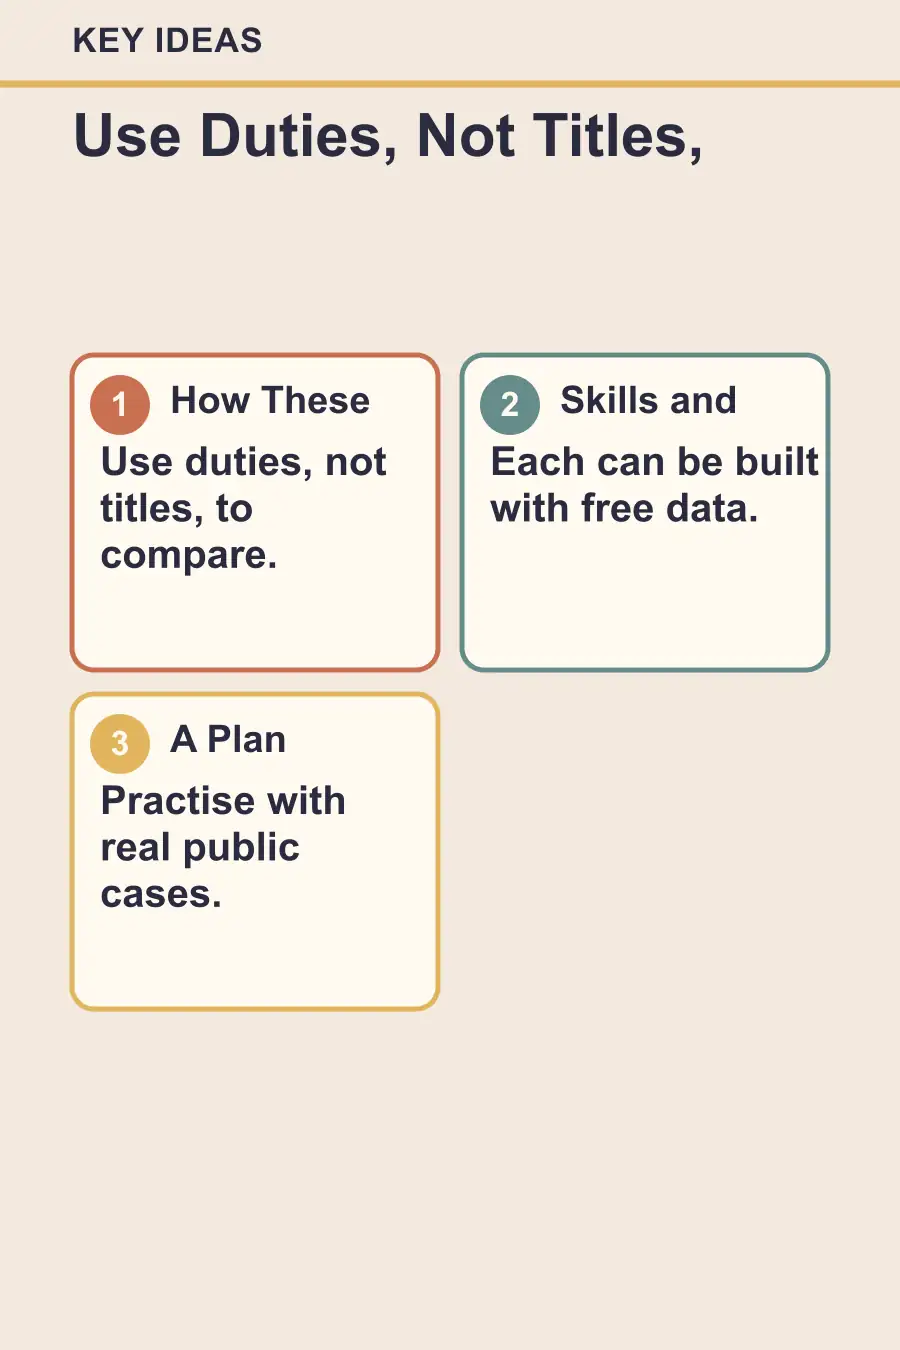 KEY IDEAS
Use Duties, Not Titles,
1
How These
Use duties, not
titles, to
compare.
2
Skills and
Each can be built
with free data.
3
A Plan
Practise with
real public
cases.